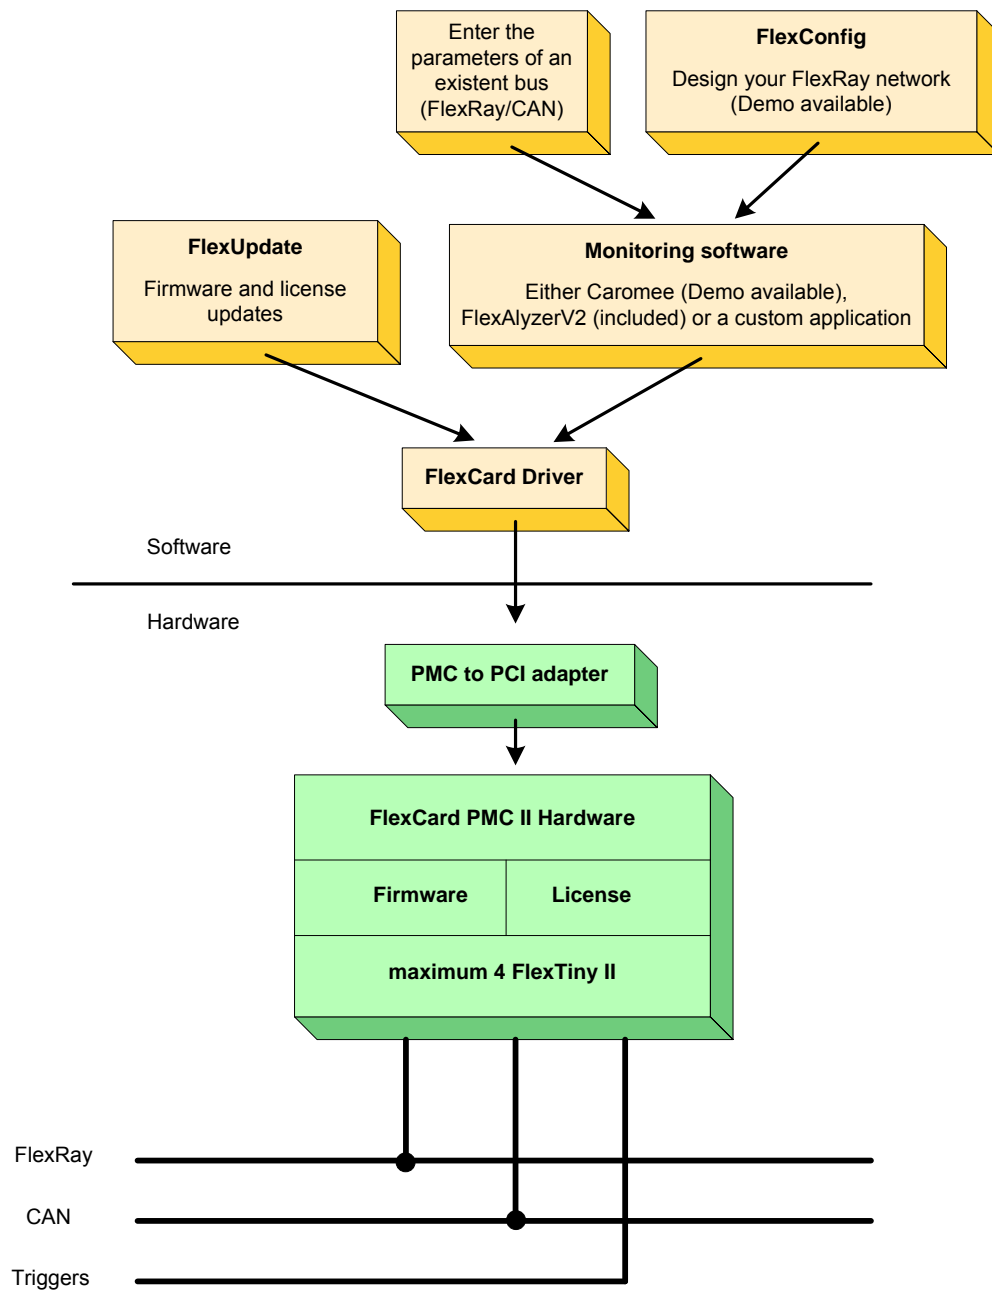 Enter the
parameters of an
existent bus
(FlexRay/CAN)
FlexConfig
Design your FlexRay network
(Demo available)
FlexUpdate
Firmware and license
updates
Monitoring software
Either Caromee (Demo available),
FlexAlyzerV2 (included) or a custom application
FlexCard Driver
Software
Hardware
PMC to PCI adapter
FlexCard PMC II Hardware
Firmware
License
maximum 4 FlexTiny II
FlexRay
CAN
Triggers